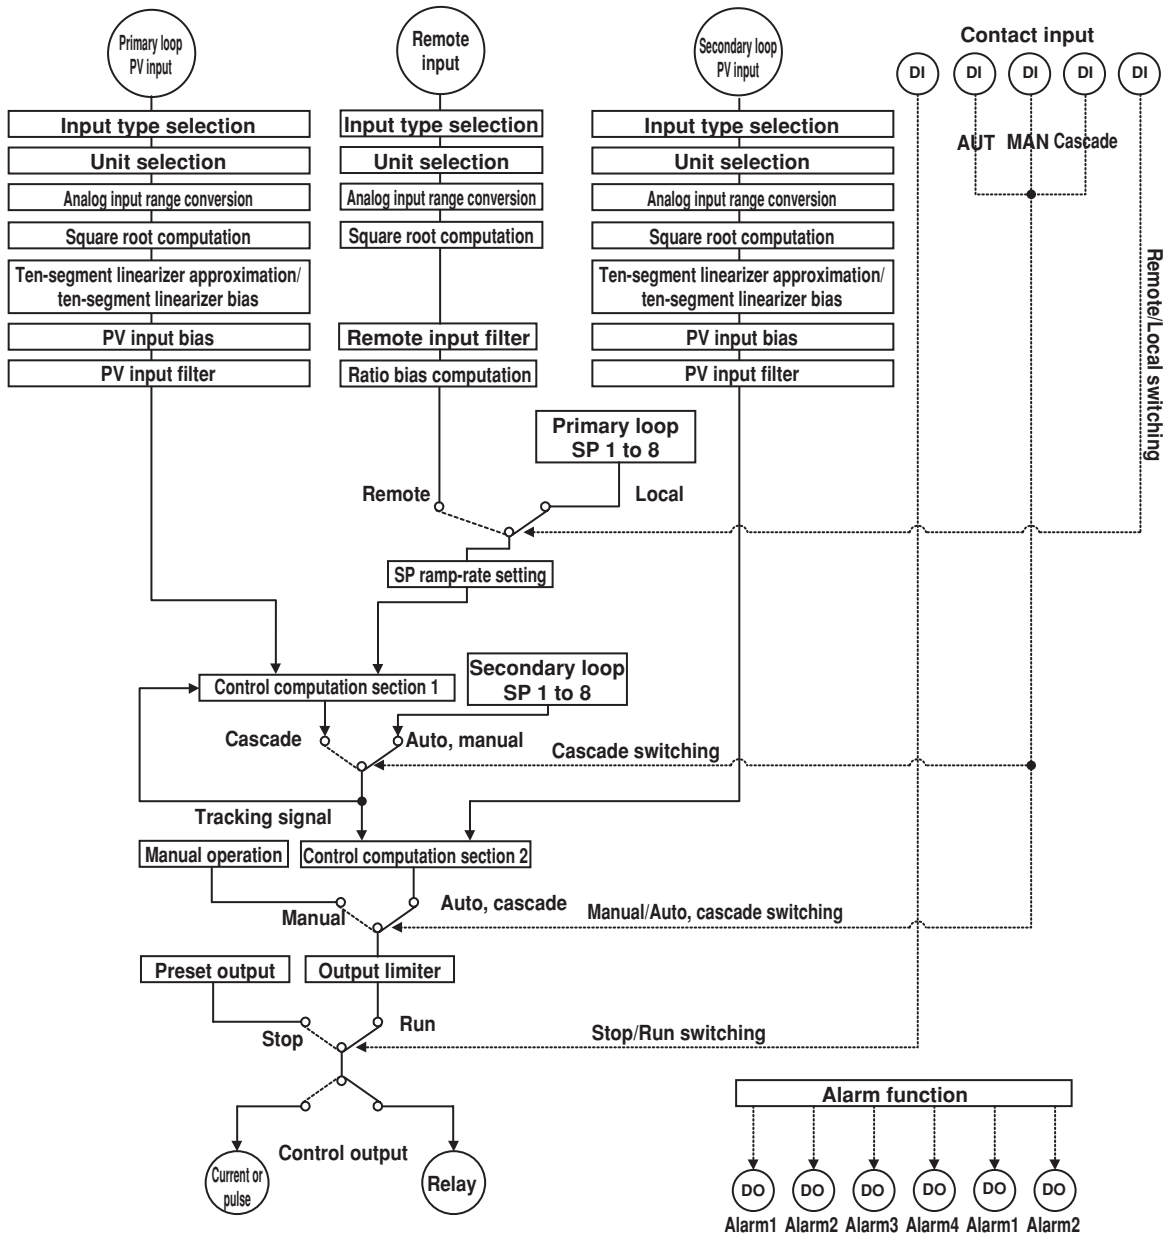 Primary loop
PV input
Remote
input
Secondary loop
PV input
Contact input
DI
DI
DI
DI
DI
AUT
MAN
Cascade
Remote/Local switching
Input type selection
Unit selection
Analog input range conversion
Square root computation
Ten-segment linearizer approximation/
ten-segment linearizer bias
PV input bias
PV input filter
Input type selection
Unit selection
Analog input range conversion
Square root computation
Remote input filter
Ratio bias computation
Input type selection
Unit selection
Analog input range conversion
Square root computation
Ten-segment linearizer approximation/
ten-segment linearizer bias
PV input bias
PV input filter
Primary loop
SP 1 to 8
Remote
Local
SP ramp-rate setting
Control computation section 1
Secondary loop
SP 1 to 8
Cascade
Auto, manual
Cascade switching
Tracking signal
Manual operation
Control computation section 2
Manual
Auto, cascade
Manual/Auto, cascade switching
Preset output
Output limiter
Stop
Run
Stop/Run switching
Control output
Current or
pulse
Relay
Alarm function
DO
DO
DO
DO
DO
DO
Alarm1
Alarm2
Alarm3
Alarm4
Alarm1
Alarm2